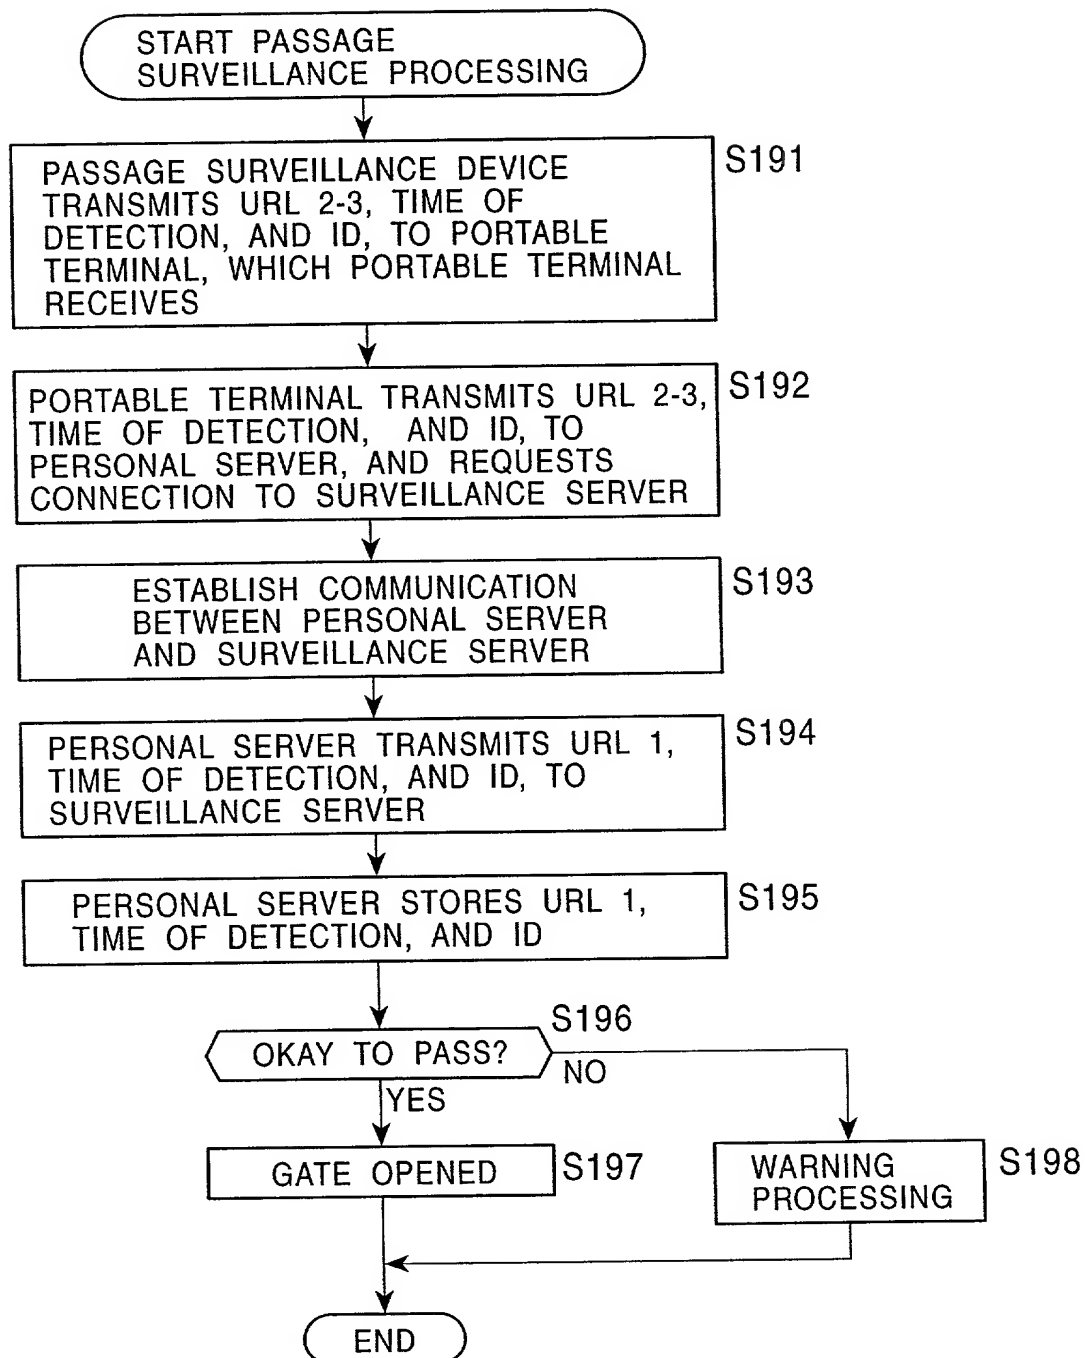 START PASSAGE
SURVEILLANCE PROCESSING
PASSAGE SURVEILLANCE DEVICE
TRANSMITS URL 2-3, TIME OF
DETECTION, AND ID, TO PORTABLE
TERMINAL, WHICH PORTABLE TERMINAL
RECEIVES
S191
PORTABLE TERMINAL TRANSMITS URL 2-3,
TIME OF DETECTION, AND ID, TO
PERSONAL SERVER, AND REQUESTS
CONNECTION TO SURVEILLANCE SERVER
S192
ESTABLISH COMMUNICATION
BETWEEN PERSONAL SERVER
AND SURVEILLANCE SERVER
S193
PERSONAL SERVER TRANSMITS URL 1,
TIME OF DETECTION, AND ID, TO
SURVEILLANCE SERVER
S194
PERSONAL SERVER STORES URL 1,
TIME OF DETECTION, AND ID
S195
OKAY TO PASS?
S196
NO
YES
GATE OPENED
S197
WARNING
PROCESSING
S198
END